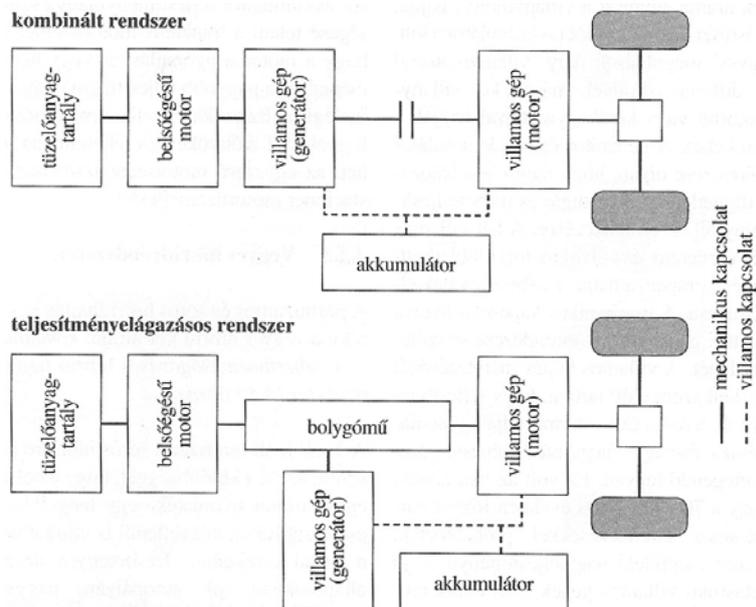 kombinált rendszer
tüzelőanyag-
tartály
belsőégésű
motor
villamos gép
(generátor)
villamos gép
(motor)
akkumulátor
teljesítményelágazásos rendszer
tüzelőanyag-
tartály
belsőégésű
motor
bolygómű
villamos gép
(generátor)
villamos gép
(motor)
akkumulátor
mechanikus kapcsolat
villamos kapcsolat